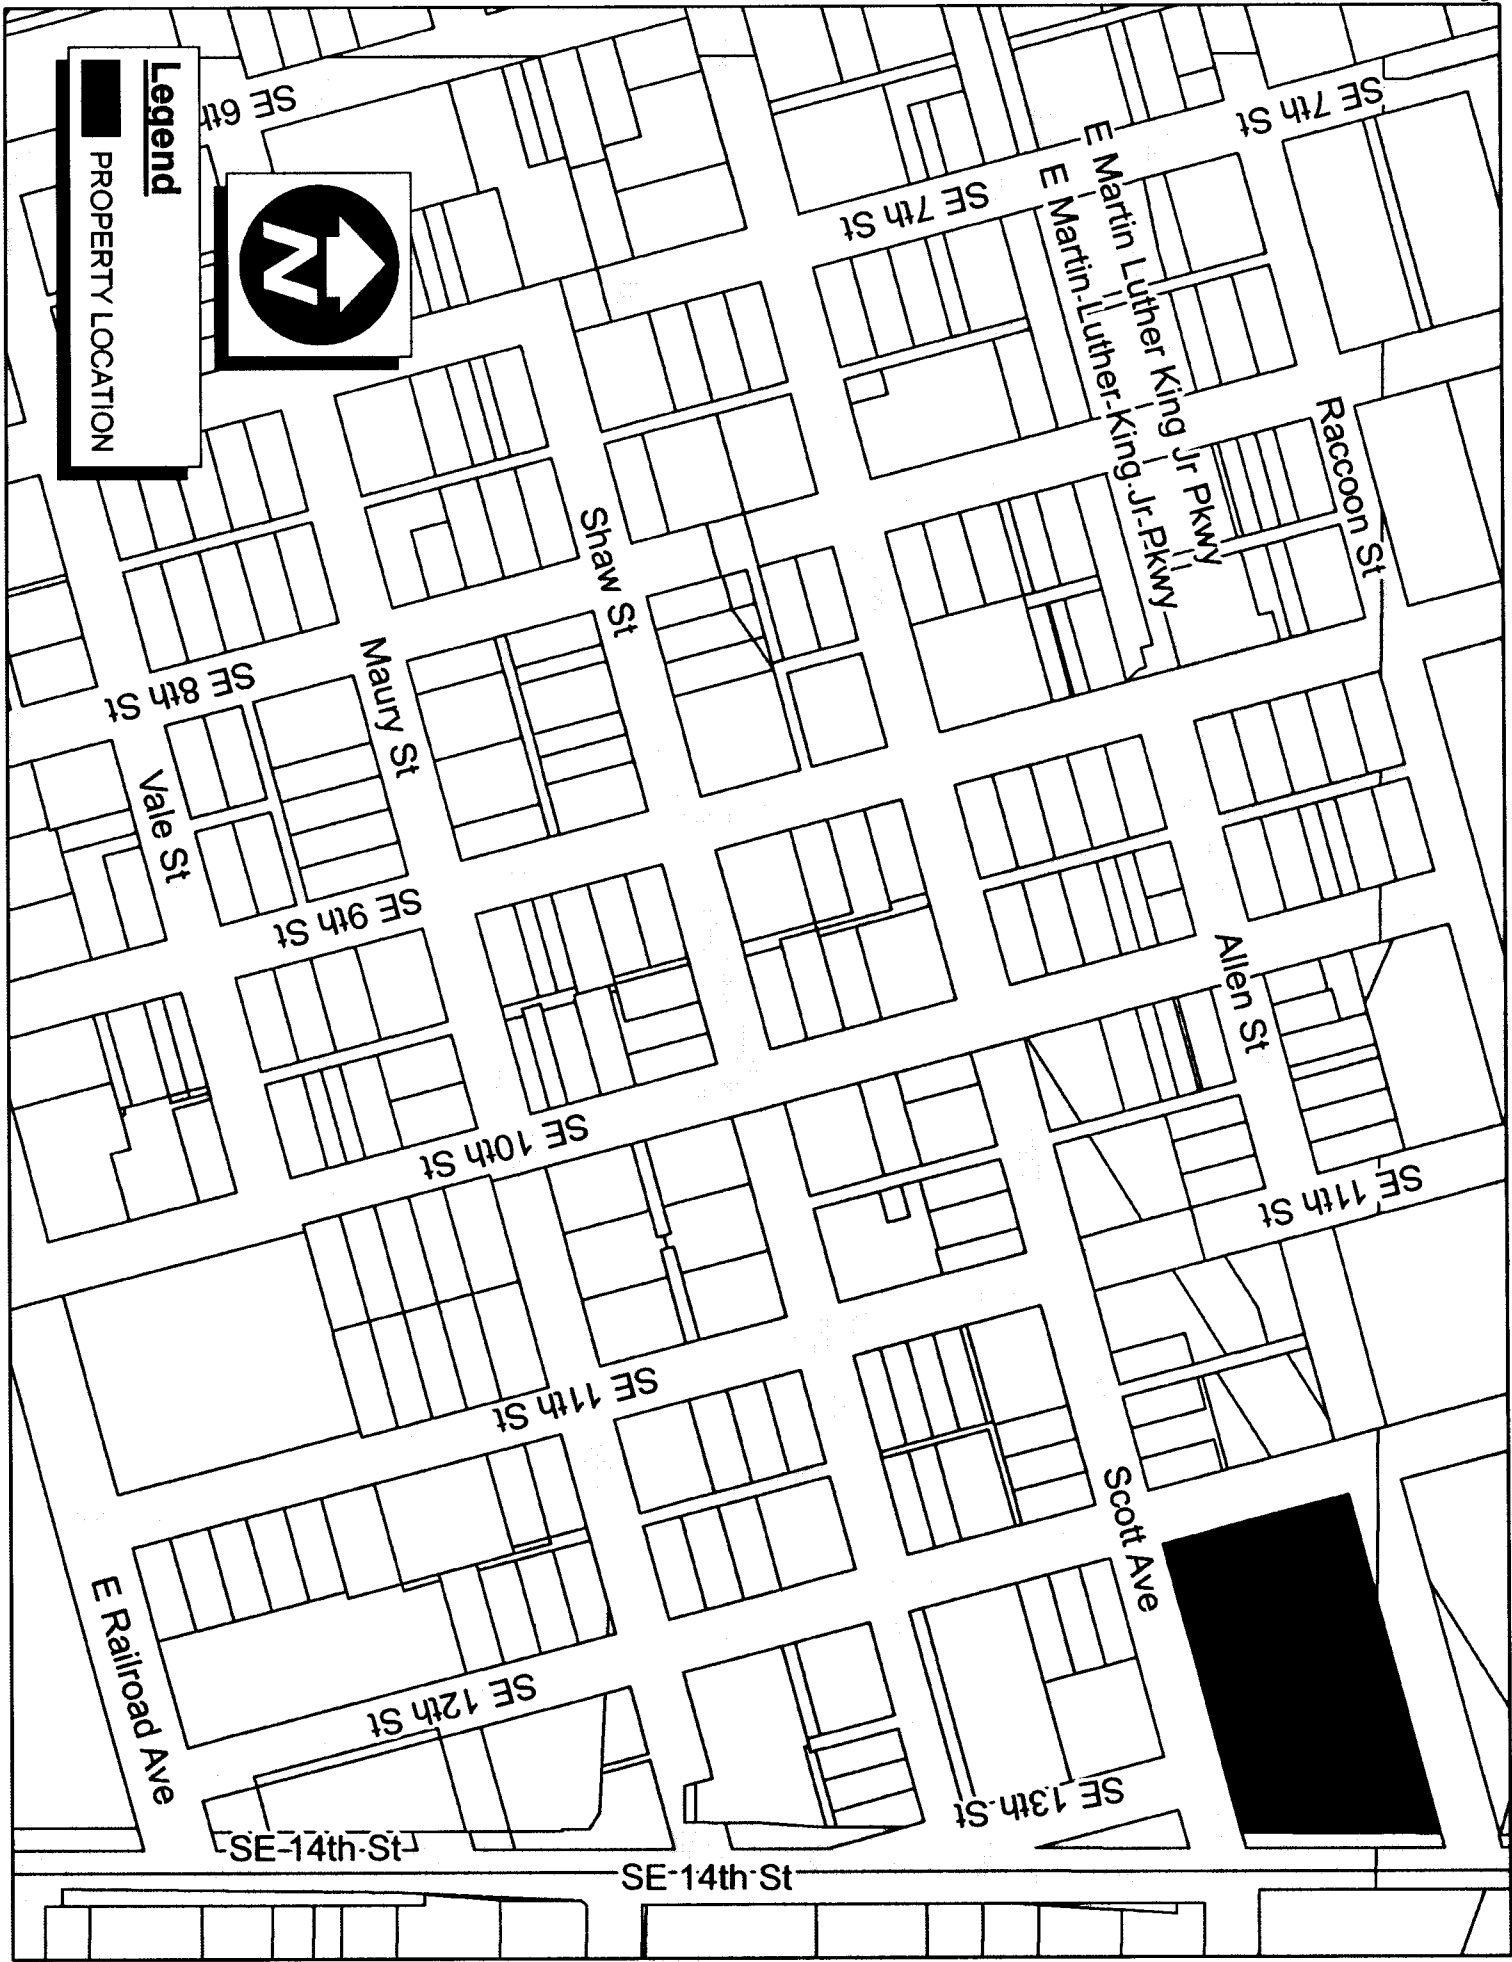 Legend
PROPERTY LOCATION
N
SE 6th
SE 7th St
SE 7th St
E Martin Luther King Jr Pkwy
E Martin-Luther-King-Jr-Pkwy
Raccoon St
Shaw St
Maury St
SE 8th St
Vale St
SE 9th St
Allen St
SE 10th St
SE 11th St
SE 11th St
Scott Ave
E Railroad Ave
SE 12th St
SE 13th St
SE-14th-St
SE-14th-St